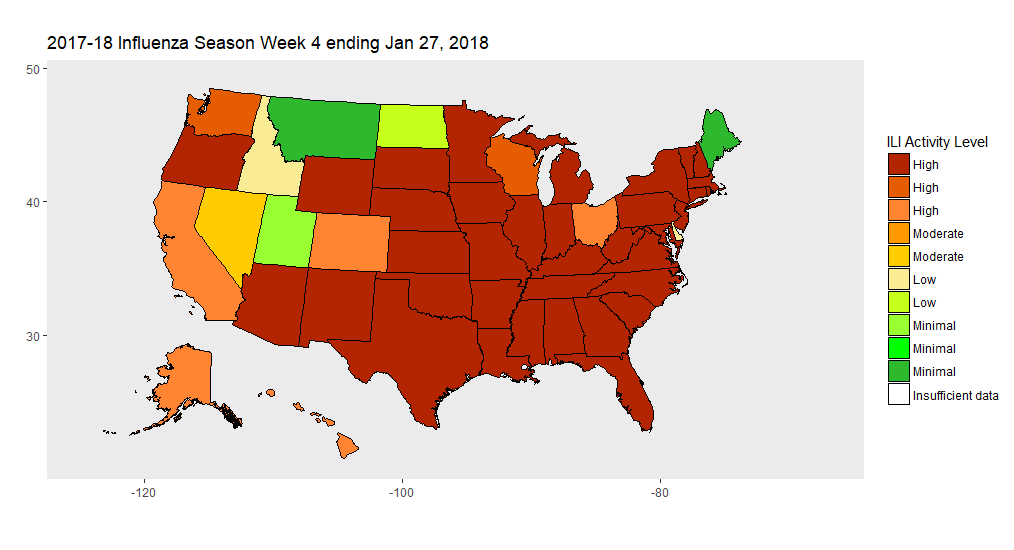 2017-18 Influenza Season Week 4 ending Jan 27, 2018
50
40
30
-120
-100
-80
ILI Activity Level
High
High
High
Moderate
Moderate
Low
Low
Minimal
Minimal
Minimal
Insufficient data